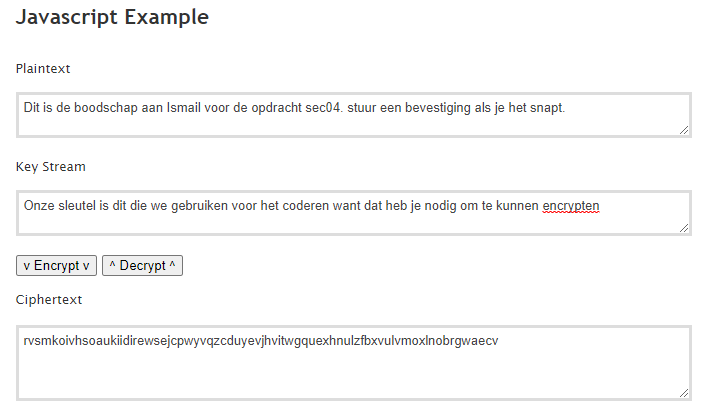 Javascript Example
Plaintext
Dit is de boodschap aan Ismail voor de opdracht sec04. stuur een bevestiging als je het snapt.
Key Stream
Onze sleutel is dit die we gebruiken voor het coderen want dat heb je nodig om te kunnen encrypten
v Encrypt v ^ Decrypt ^
Ciphertext
rvsmkoivhsoaukiidirewsejcpwyvqzcduyevjhvitwgquexhnulzfbxvulvmoxlnobrgwaecv